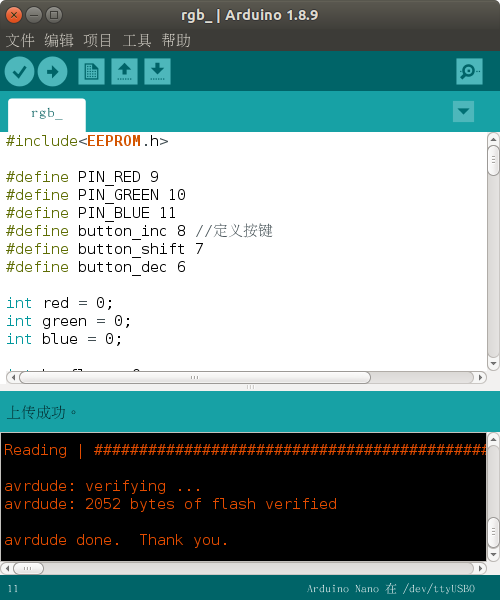 rgb_ | Arduino 1.8.9
文件 编辑 项目 工具 帮助
rgb_
#include<EEPROM.h>
#define PIN_RED 9
#define PIN_GREEN 10
#define PIN_BLUE 11
#define button_inc 8 //定义按键
#define button_shift 7
#define button_dec 6
int red = 0;
int green = 0;
int blue = 0;
上传成功。
Reading | ############################################
avrdude: verifying ...
avrdude: 2052 bytes of flash verified
avrdude done.  Thank you.
11
Arduino Nano 在 /dev/ttyUSB0